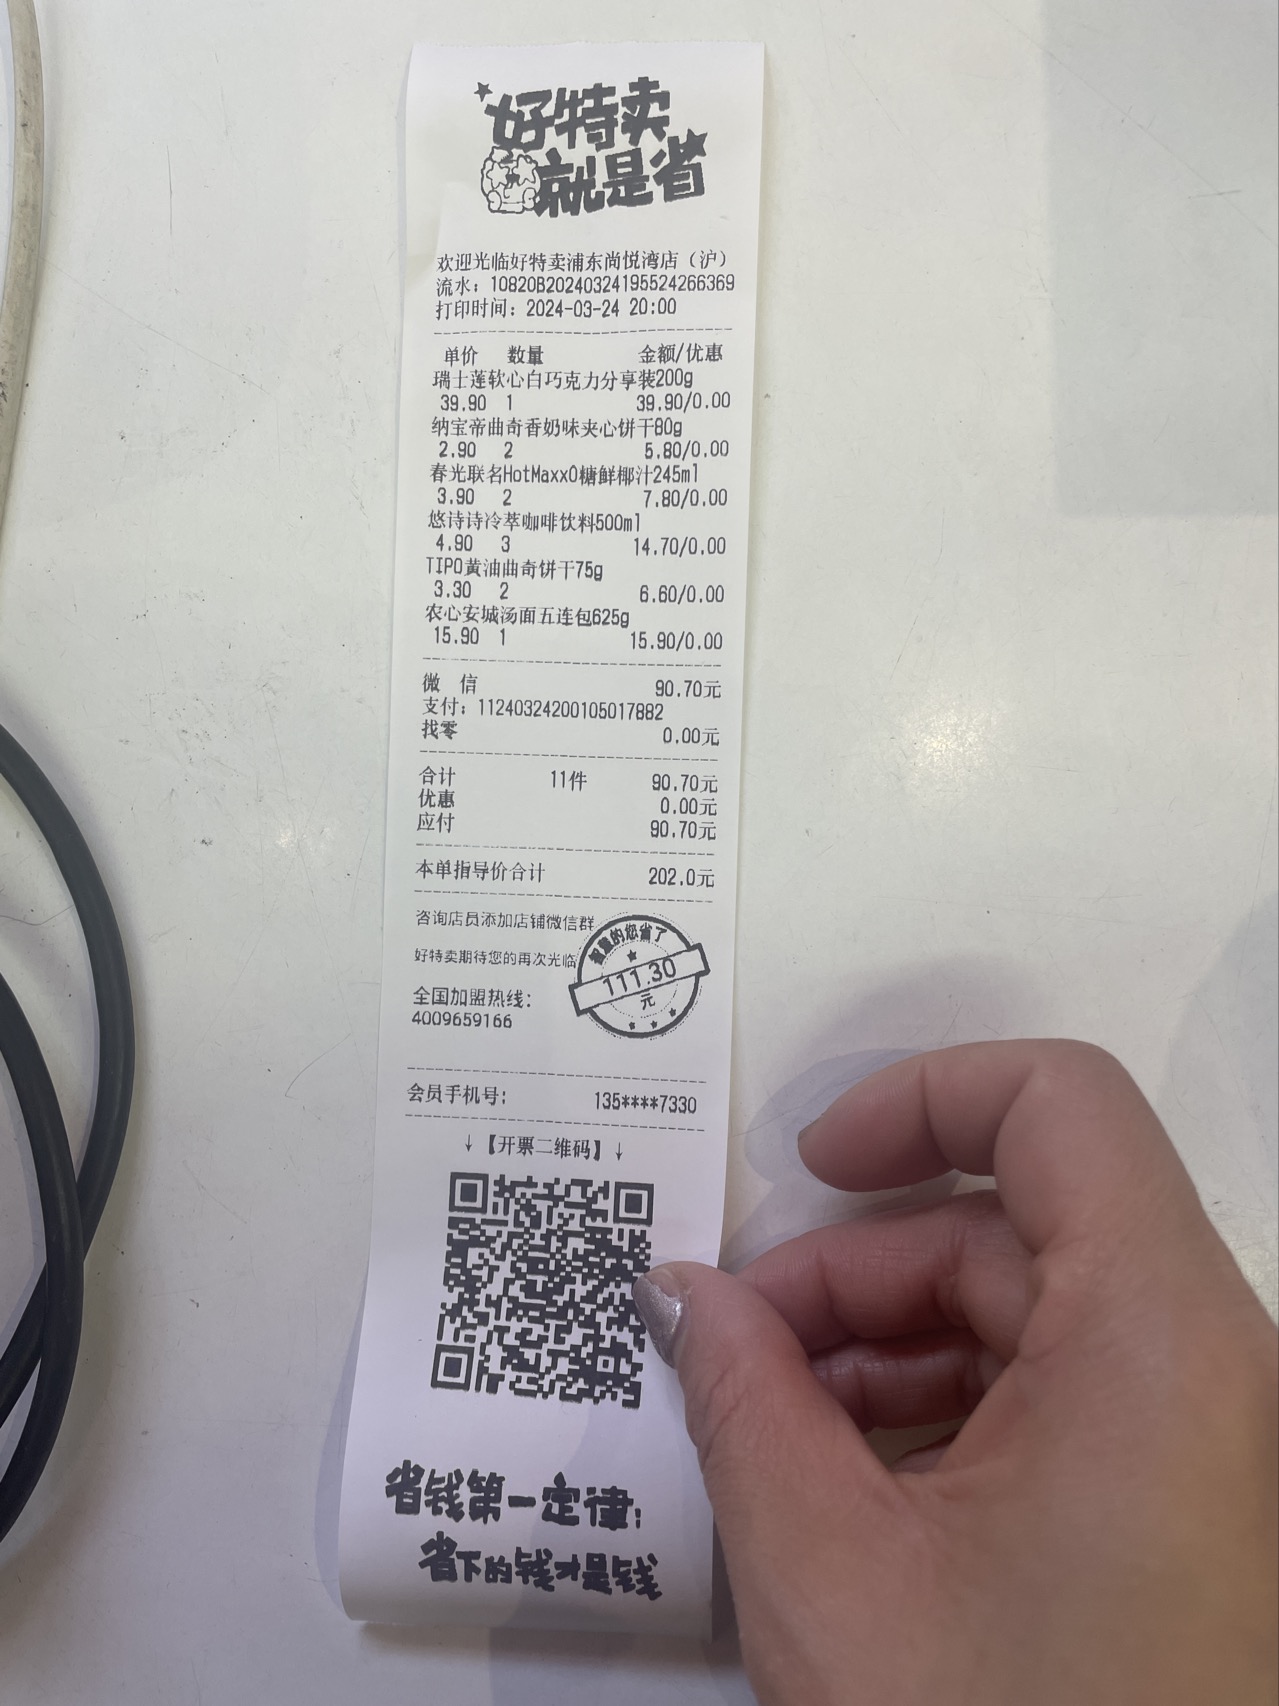 好特卖
就是省
欢迎光临好特卖浦东尚悦湾店（沪）
流水：10820B20240324195524266369
打印时间：2024-03-24 20:00
单价 数量 金额/优惠
瑞士莲软心白巧克力分享装200g
39.90 1 39.90/0.00
纳宝帝曲奇香奶味夹心饼干80g
2.90 2 5.80/0.00
春光联名HotMaxx0糖鲜椰汁245ml
3.90 2 7.80/0.00
悠诗诗冷萃咖啡饮料500ml
4.90 3 14.70/0.00
TIPO黄油曲奇饼干75g
3.30 2 6.60/0.00
农心安城汤面五连包625g
15.90 1 15.90/0.00
微 信 90.70元
支付：11240324200105017882
找零 0.00元
合计 11件 90.70元
优惠 0.00元
应付 90.70元
本单指导价合计 202.0元
咨询店员添加店铺微信群
好特卖期待您的再次光临
智慧的您省了
111.30
元
全国加盟热线：
4009659166
会员手机号： 135****7330
↓【开票二维码】↓
省钱第一定律：
省下的钱才是钱